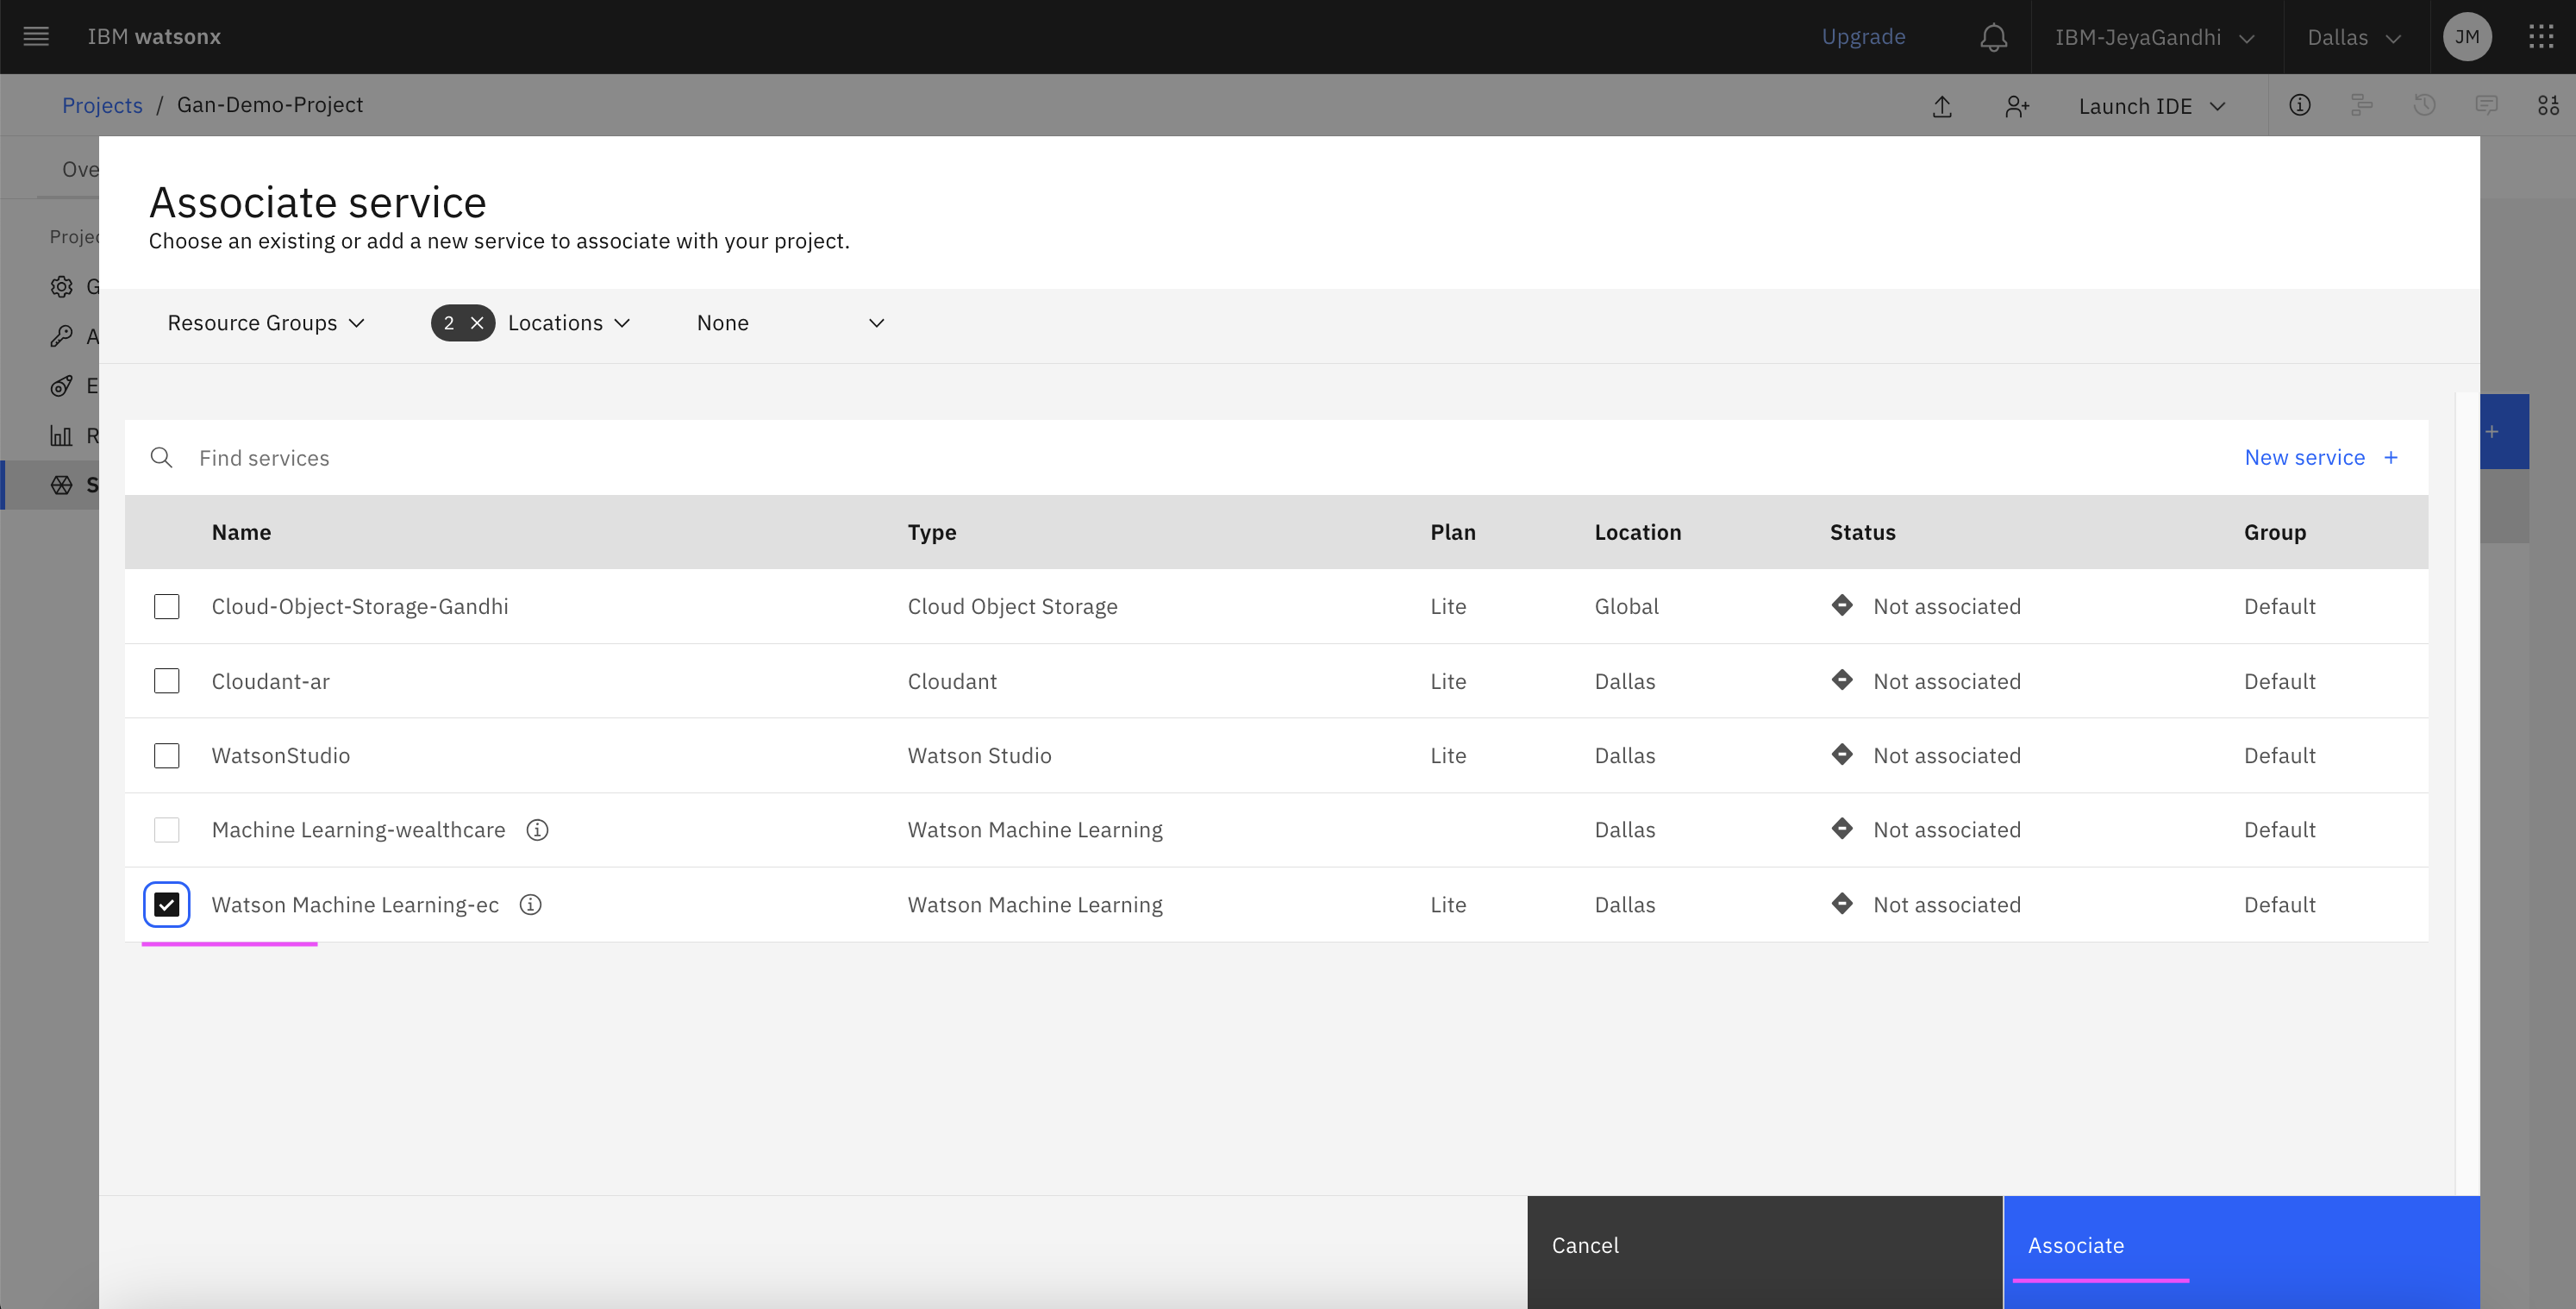 IBM watsonx
Upgrade
IBM-JeyaGandhi
Dallas
JM
Projects / Gan-Demo-Project
Launch IDE
Associate service
Choose an existing or add a new service to associate with your project.
Resource Groups
2
Locations
None
Find services
New service +
Name Type Plan Location Status Group
Cloud-Object-Storage-Gandhi Cloud Object Storage Lite Global Not associated Default
Cloudant-ar Cloudant Lite Dallas Not associated Default
WatsonStudio Watson Studio Lite Dallas Not associated Default
Machine Learning-wealthcare Watson Machine Learning Dallas Not associated Default
Watson Machine Learning-ec Watson Machine Learning Lite Dallas Not associated Default
Cancel
Associate